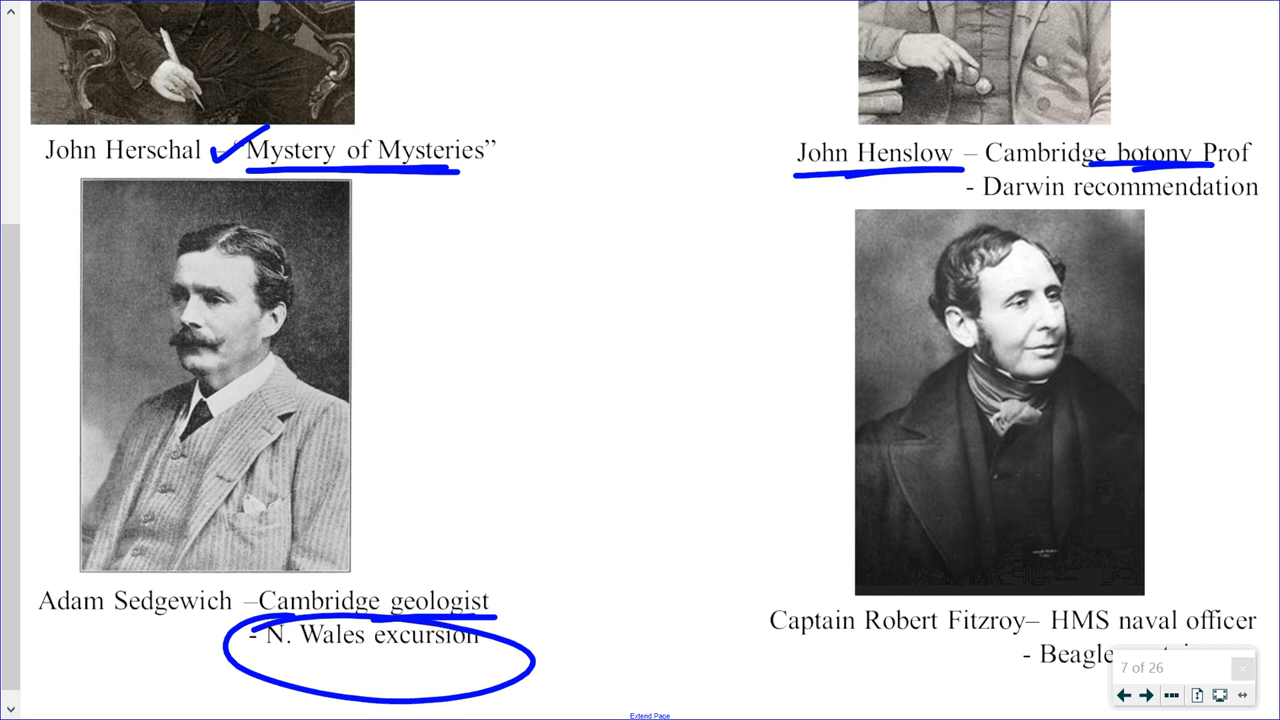 John Herschal – “Mystery of Mysteries”
John Henslow – Cambridge botony Prof
- Darwin recommendation
Adam Sedgewich –Cambridge geologist
- N. Wales excursion
Captain Robert Fitzroy– HMS naval officer
- Beagle
7 of 26
Extend Page